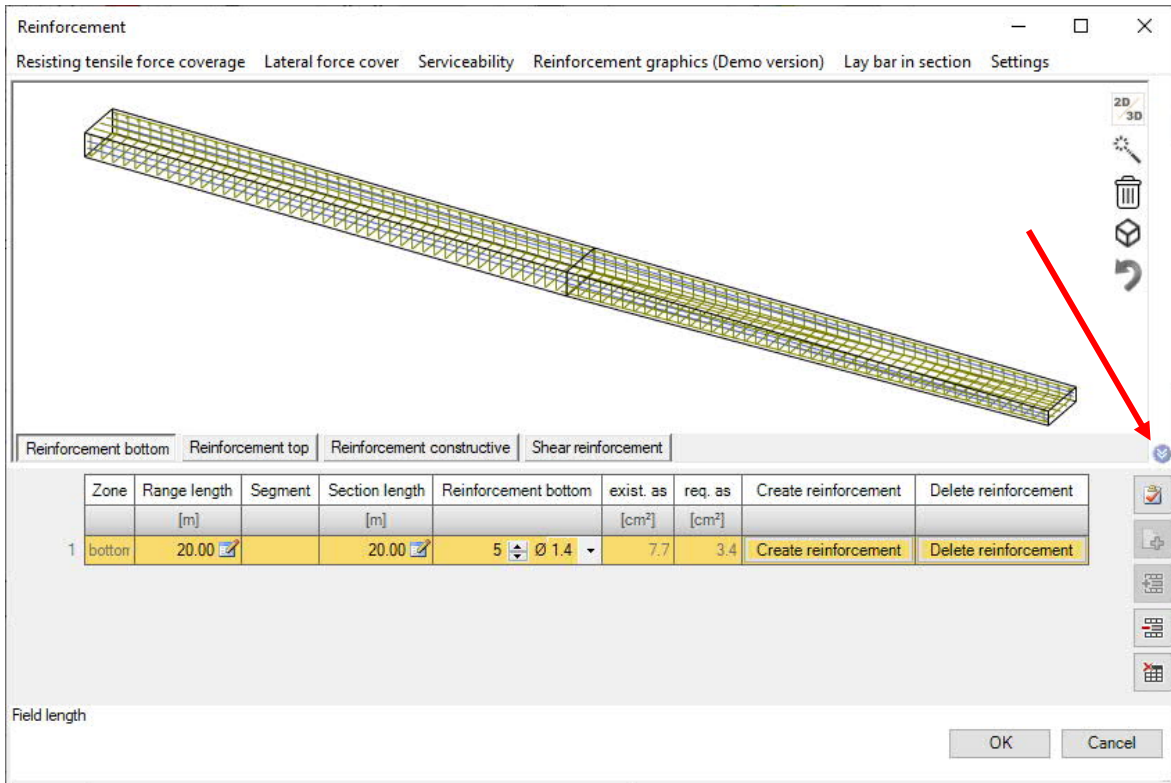 Reinforcement
Resisting tensile force coverage Lateral force cover Serviceability Reinforcement graphics (Demo version) Lay bar in section Settings
2D/3D
Reinforcement bottom Reinforcement top Reinforcement constructive Shear reinforcement
Zone Range length Segment Section length Reinforcement bottom exist. as req. as Create reinforcement Delete reinforcement
[m] [m] [cm²] [cm²]
1 bottom 20.00 20.00 5 Ø 1.4 7.7 3.4 Create reinforcement Delete reinforcement
Field length
OK Cancel